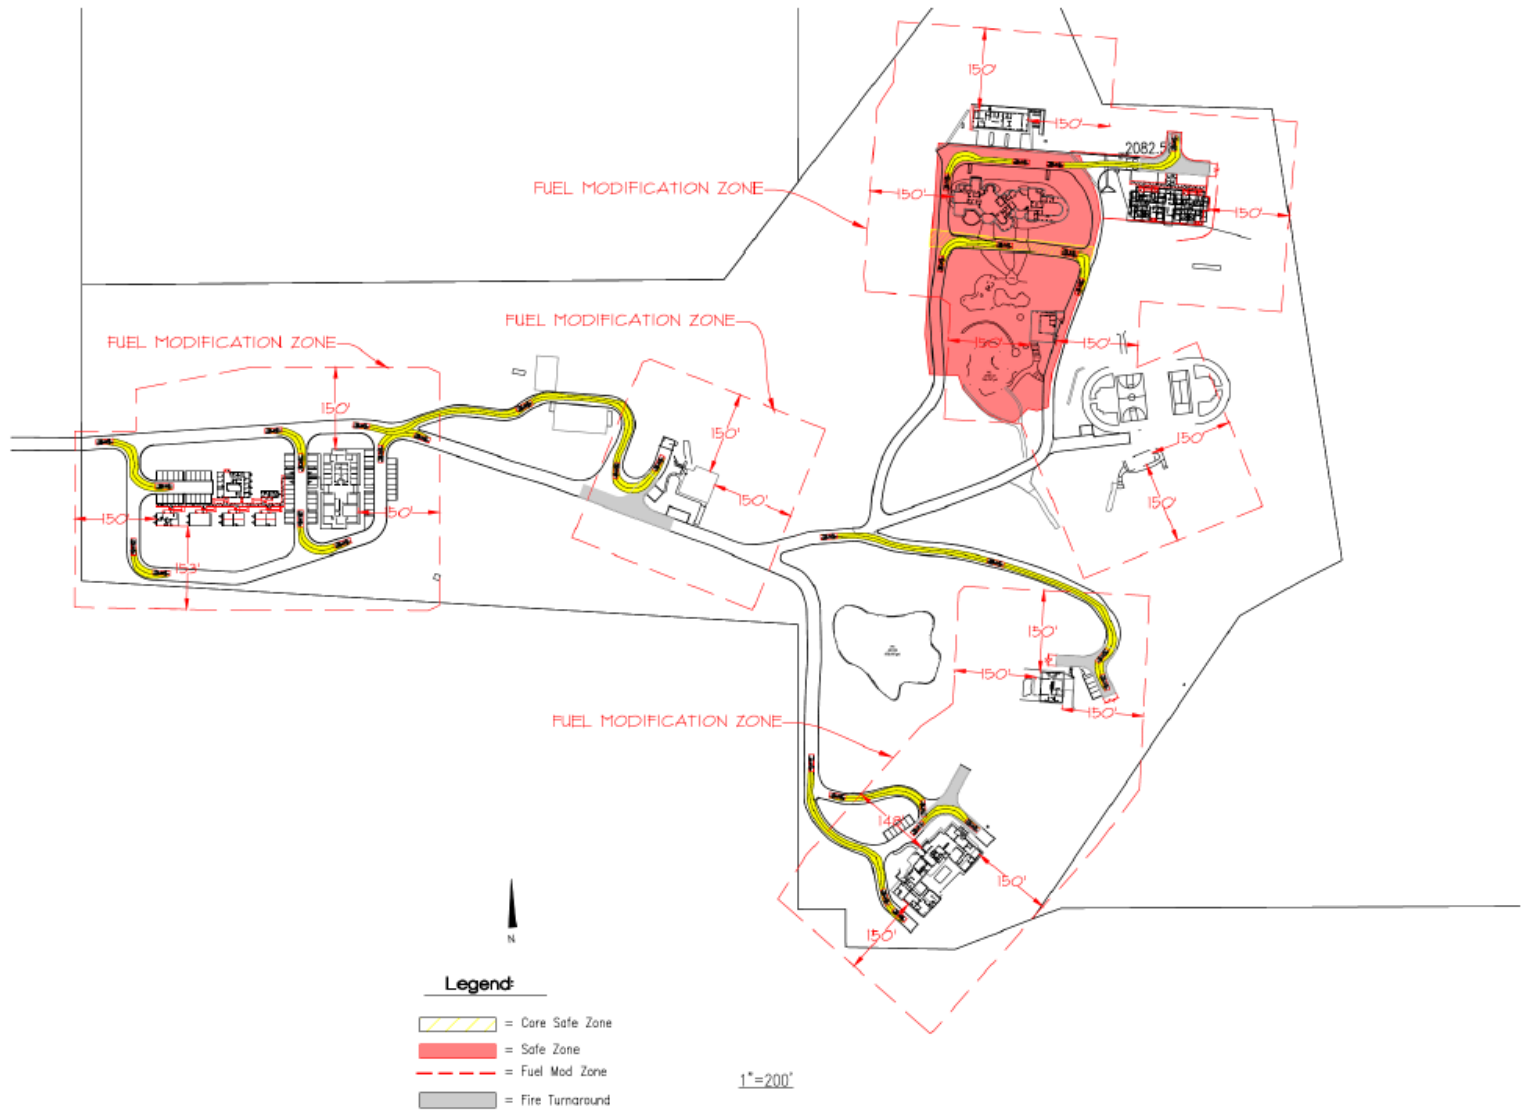 150'
150'
2082.5
FUEL MODIFICATION ZONE
150'
150'
FUEL MODIFICATION ZONE
FUEL MODIFICATION ZONE
150'
150'
150'
150'
150'
150'
150'
150'
150'
150'
153'
150'
150'
150'
FUEL MODIFICATION ZONE
146'
150'
150'
N
Legend:
= Core Safe Zone
= Safe Zone
= Fuel Mod Zone
= Fire Turnaround
1"=200'